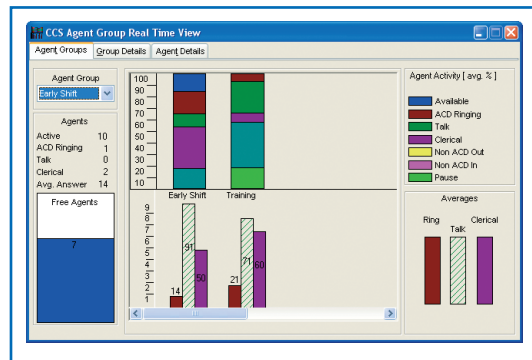 CCS Agent Group Real Time View
Agent Groups Group Details Agent Details
Agent Group
Early Shift
Agents
Active 10
ACD Ringing 1
Talk 0
Clerical 2
Avg. Answer 14
Free Agents
7
100
90
80
70
60
50
40
30
20
10
Early Shift Training
9
8
7
6
5
4
3
2
1
14 91 50 21 71 60
Agent Activity [ avg. % ]
Available
ACD Ringing
Talk
Clerical
Non ACD Out
Non ACD In
Pause
Averages
Ring Talk Clerical